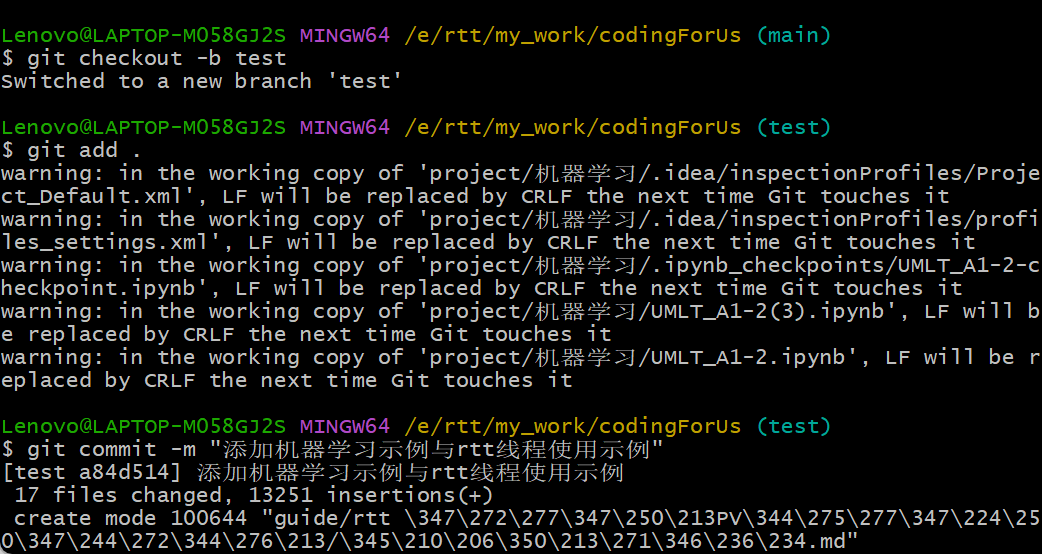 Lenovo@LAPTOP-M058GJ2S MINGW64 /e/rtt/my_work/codingForUs (main)
$ git checkout -b test
Switched to a new branch 'test'
Lenovo@LAPTOP-M058GJ2S MINGW64 /e/rtt/my_work/codingForUs (test)
$ git add .
warning: in the working copy of 'project/机器学习/.idea/inspectionProfiles/Proje
ct_Default.xml', LF will be replaced by CRLF the next time Git touches it
warning: in the working copy of 'project/机器学习/.idea/inspectionProfiles/profi
les_settings.xml', LF will be replaced by CRLF the next time Git touches it
warning: in the working copy of 'project/机器学习/.ipynb_checkpoints/UMLT_A1-2-c
heckpoint.ipynb', LF will be replaced by CRLF the next time Git touches it
warning: in the working copy of 'project/机器学习/UMLT_A1-2(3).ipynb', LF will b
e replaced by CRLF the next time Git touches it
warning: in the working copy of 'project/机器学习/UMLT_A1-2.ipynb', LF will be r
eplaced by CRLF the next time Git touches it
Lenovo@LAPTOP-M058GJ2S MINGW64 /e/rtt/my_work/codingForUs (test)
$ git commit -m "添加机器学习示例与rtt线程使用示例"
[test a84d514] 添加机器学习示例与rtt线程使用示例
 17 files changed, 13251 insertions(+)
 create mode 100644 "guide/rtt \347\272\277\347\250\213PV\344\275\277\347\224\25
0\347\244\272\344\276\213/\345\210\206\350\213\271\346\236\234.md"